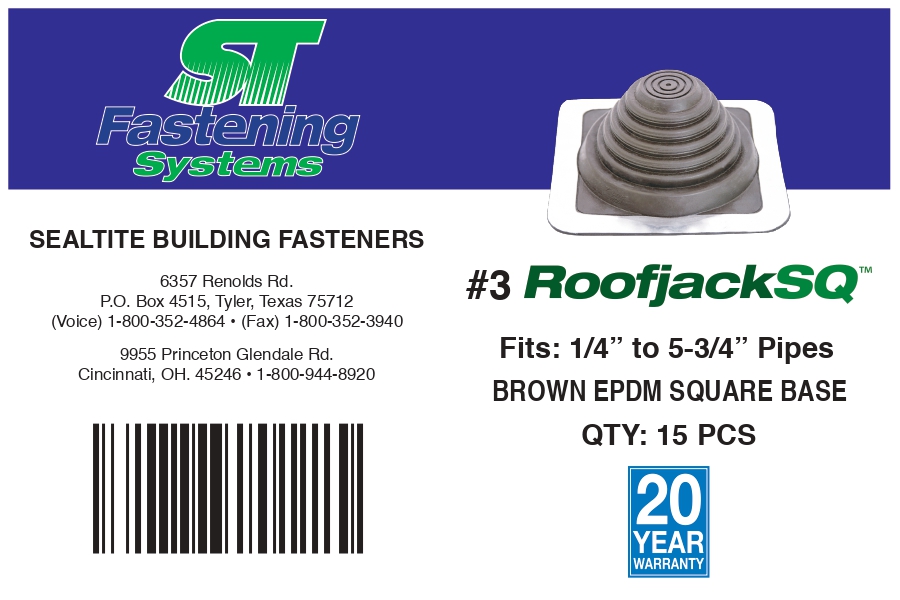 ST
Fastening
Systems
SEALTITE BUILDING FASTENERS
6357 Renolds Rd.
P.O. Box 4515, Tyler, Texas 75712
(Voice) 1-800-352-4864 • (Fax) 1-800-352-3940
9955 Princeton Glendale Rd.
Cincinnati, OH. 45246 • 1-800-944-8920
#3 RoofjackSQ™
Fits: 1/4” to 5-3/4” Pipes
BROWN EPDM SQUARE BASE
QTY: 15 PCS
20
YEAR
WARRANTY